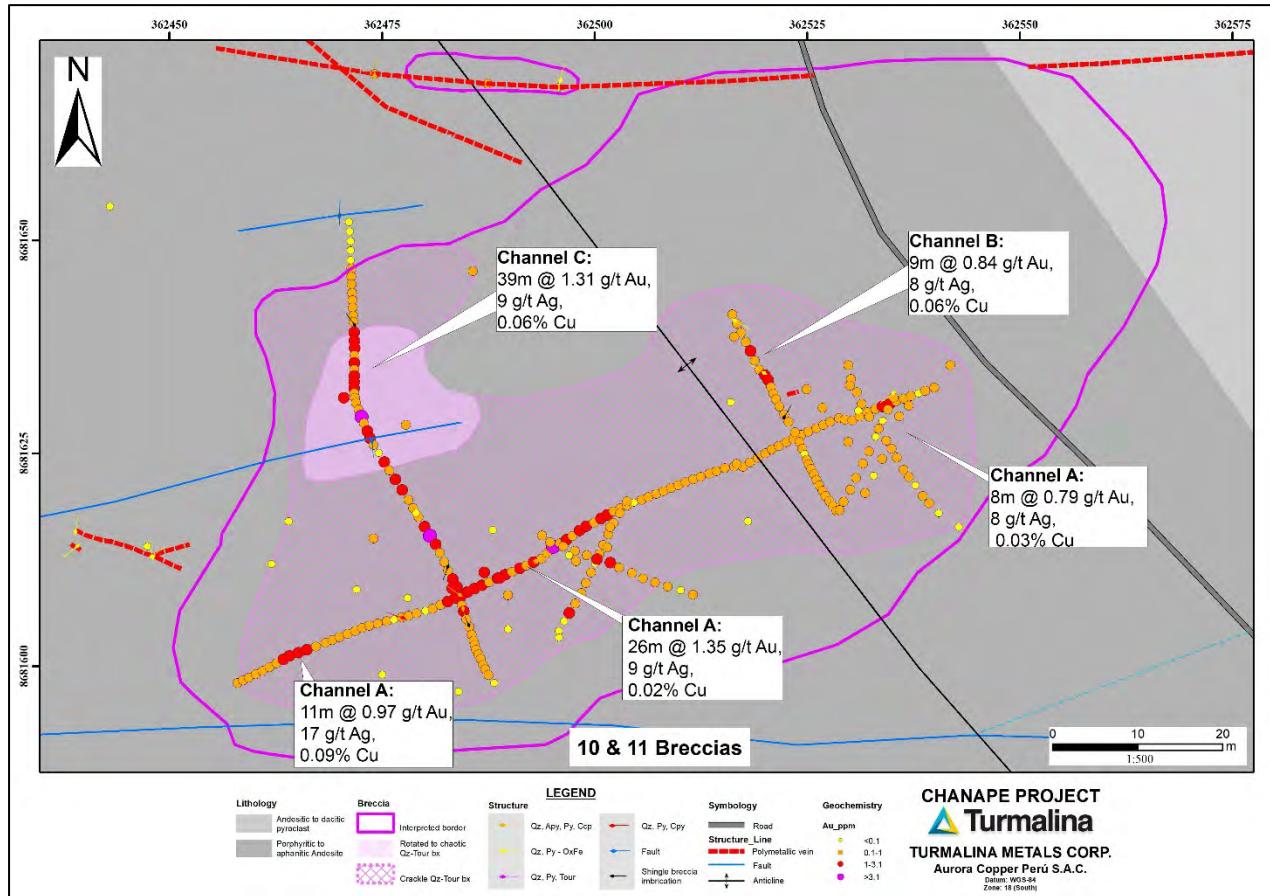 362450
362475
362500
362525
362550
362575
N
8681650
8681625
8681600
Channel C:
39m @ 1.31 g/t Au,
9 g/t Ag,
0.06% Cu
Channel B:
9m @ 0.84 g/t Au,
8 g/t Ag,
0.06% Cu
Channel A:
8m @ 0.79 g/t Au,
8 g/t Ag,
0.03% Cu
Channel A:
26m @ 1.35 g/t Au,
9 g/t Ag,
0.02% Cu
Channel A:
11m @ 0.97 g/t Au,
17 g/t Ag,
0.09% Cu
10 & 11 Breccias
0 10 20
m
1:500
LEGEND
Lithology
Andesitic to dacitic
pyroclast
Porphyritic to
aphanitic Andesite
Breccia
Interpreted border
Rotated to chaotic
Qz-Tour bx
Crackle Qz-Tour bx
Structure
Qz, Apy, Py, Ccp
Qz, Py - OxFe
Qz, Py, Tour
Qz, Py, Cpy
Fault
Shingle breccia
imbrication
Symbology
Road
Structure_Line
Polymetallic vein
Fault
Anticline
Geochemistry
Au_ppm
<0.1
0.1-1
1-3.1
>3.1
CHANAPE PROJECT
Turmalina
TURMALINA METALS CORP.
Aurora Copper Perú S.A.C.
Datum: WGS-84
Zone: 18 (South)